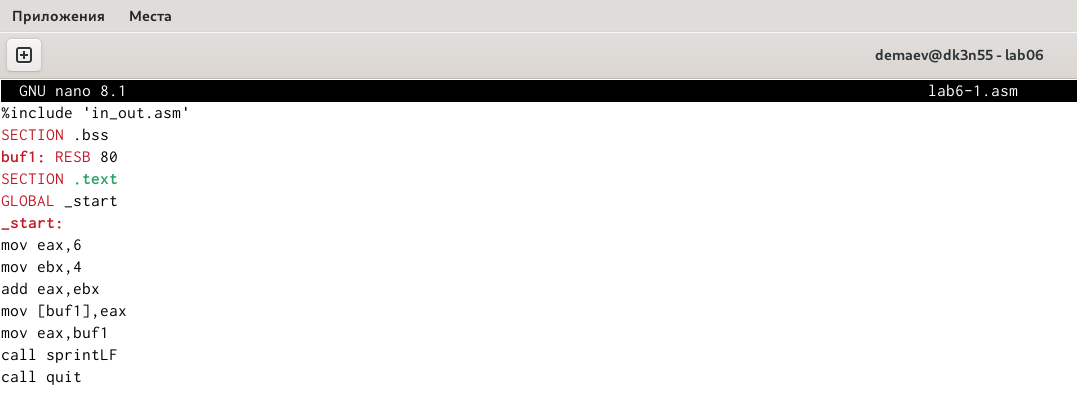 Приложения Места
demaev@dk3n55 - lab06
GNU nano 8.1 lab6-1.asm
%include 'in_out.asm'
SECTION .bss
buf1: RESB 80
SECTION .text
GLOBAL _start
_start:
mov eax,6
mov ebx,4
add eax,ebx
mov [buf1],eax
mov eax,buf1
call sprintLF
call quit